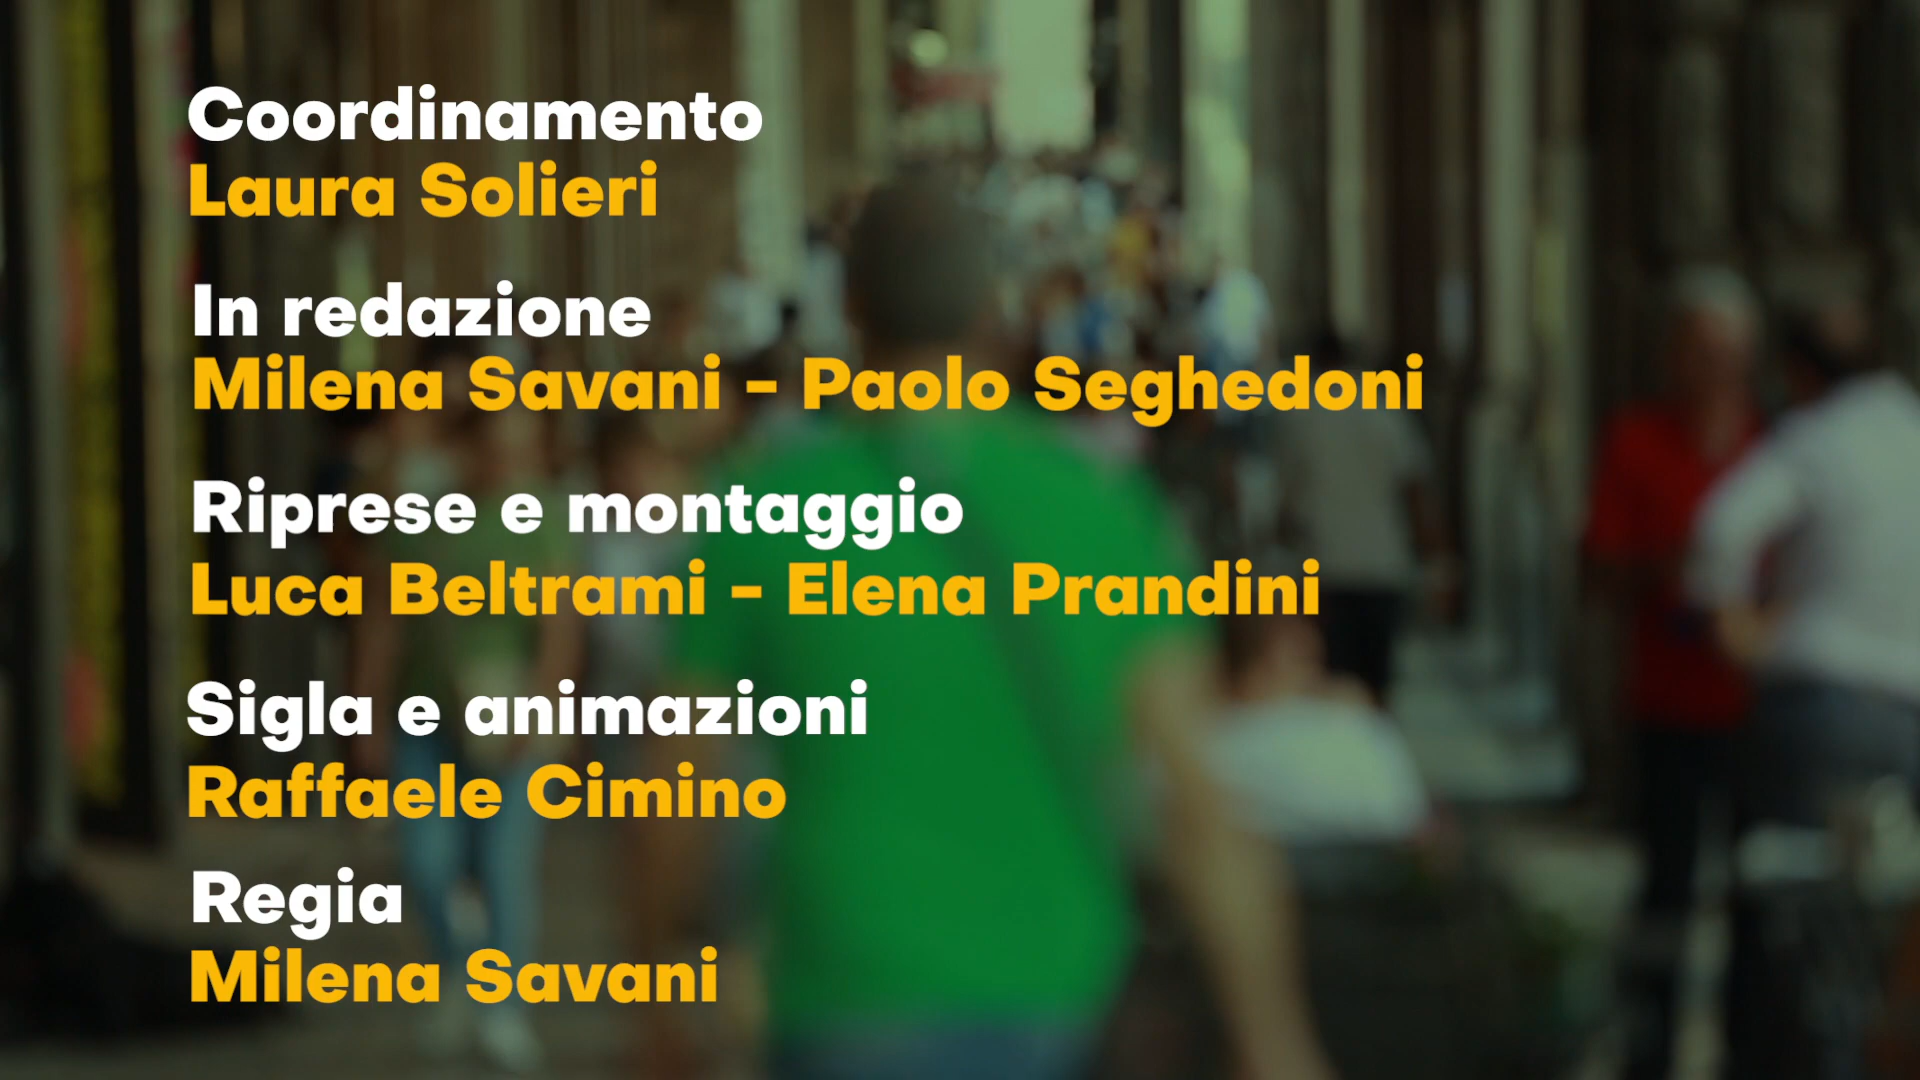 Coordinamento
Laura Solieri
In redazione
Milena Savani - Paolo Seghedoni
Riprese e montaggio
Luca Beltrami - Elena Prandini
Sigla e animazioni
Raffaele Cimino
Regia
Milena Savani